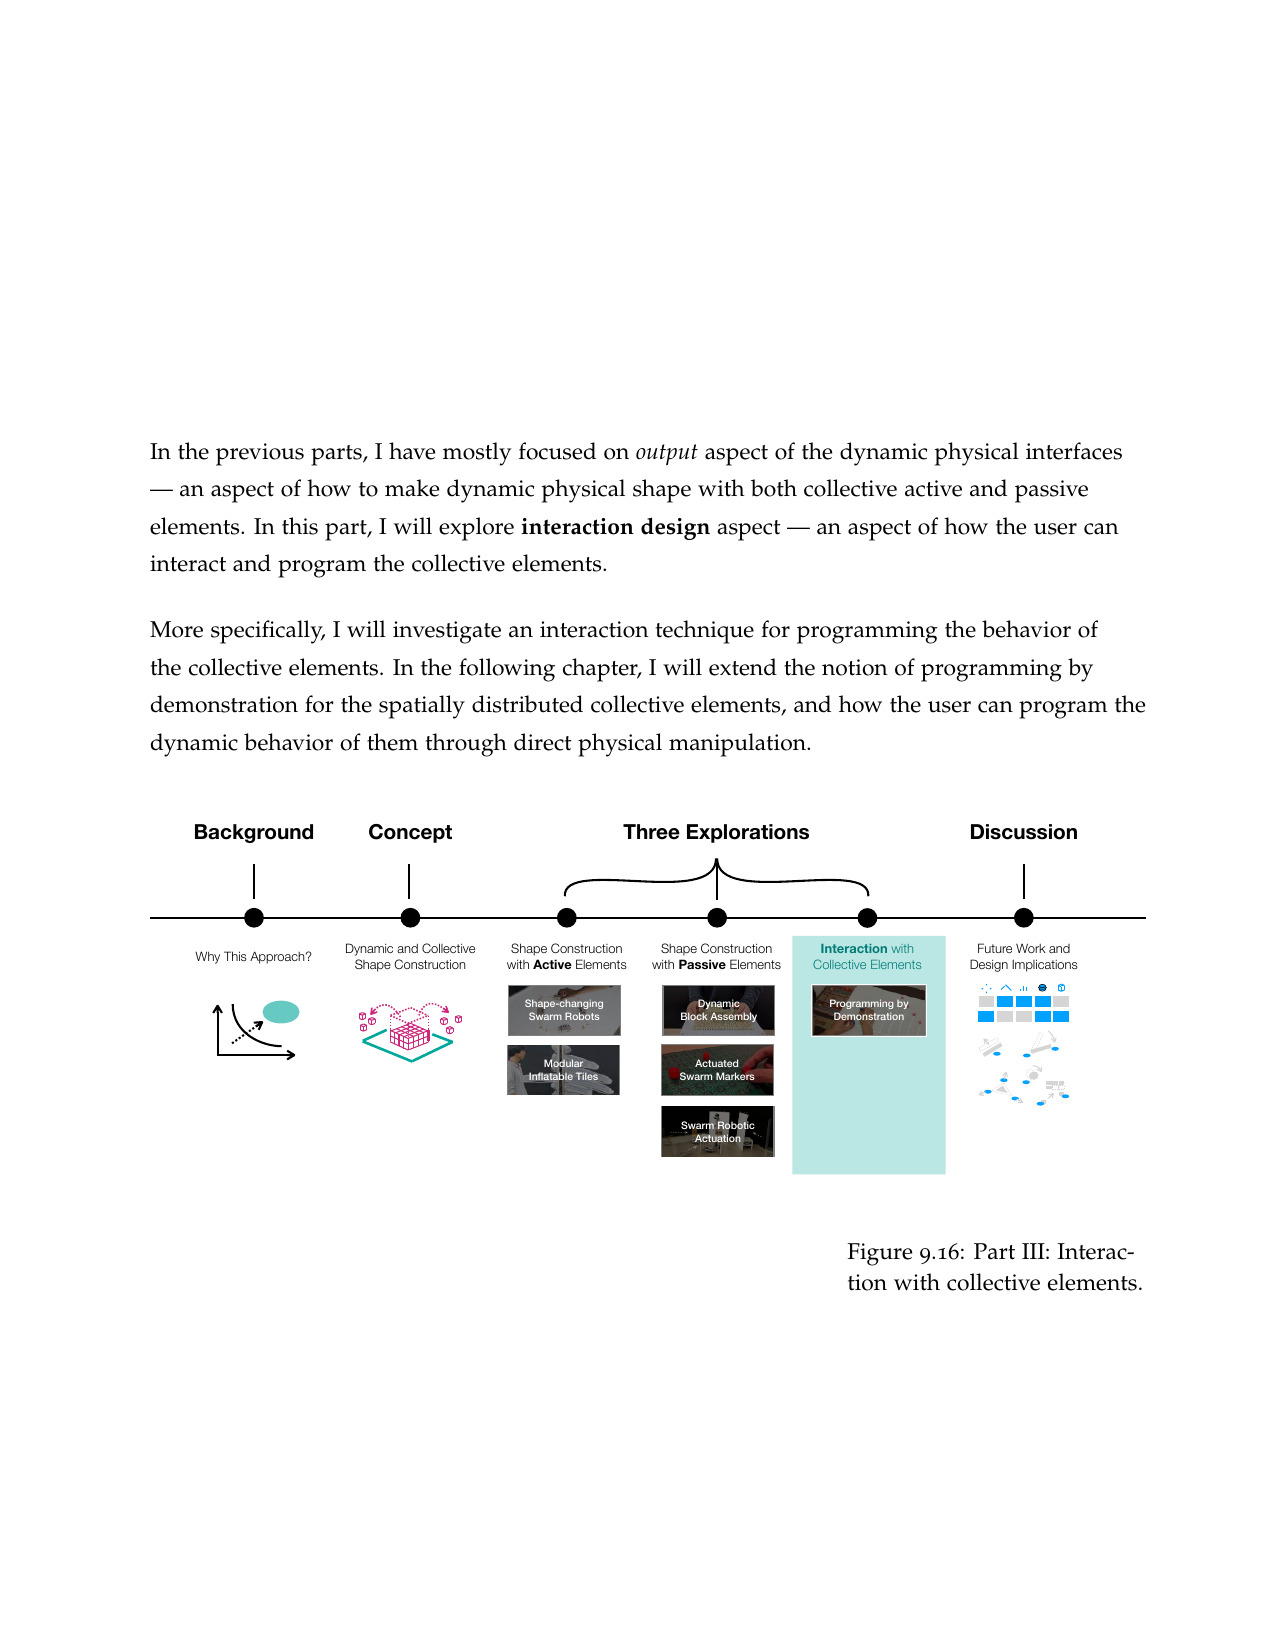 In the previous parts, I have mostly focused on output aspect of the dynamic physical interfaces
— an aspect of how to make dynamic physical shape with both collective active and passive
elements. In this part, I will explore interaction design aspect — an aspect of how the user can
interact and program the collective elements.
More specifically, I will investigate an interaction technique for programming the behavior of
the collective elements. In the following chapter, I will extend the notion of programming by
demonstration for the spatially distributed collective elements, and how the user can program the
dynamic behavior of them through direct physical manipulation.
Background
Concept
Three Explorations
Discussion
Why This Approach?
Dynamic and Collective
Shape Construction
Shape Construction
with Active Elements
Shape-changing
Swarm Robots
Modular
Inflatable Tiles
Shape Construction
with Passive Elements
Dynamic
Block Assembly
Actuated
Swarm Markers
Swarm Robotic
Actuation
Interaction with
Collective Elements
Programming by
Demonstration
Future Work and
Design Implications
Figure 9.16: Part III: Interac-
tion with collective elements.